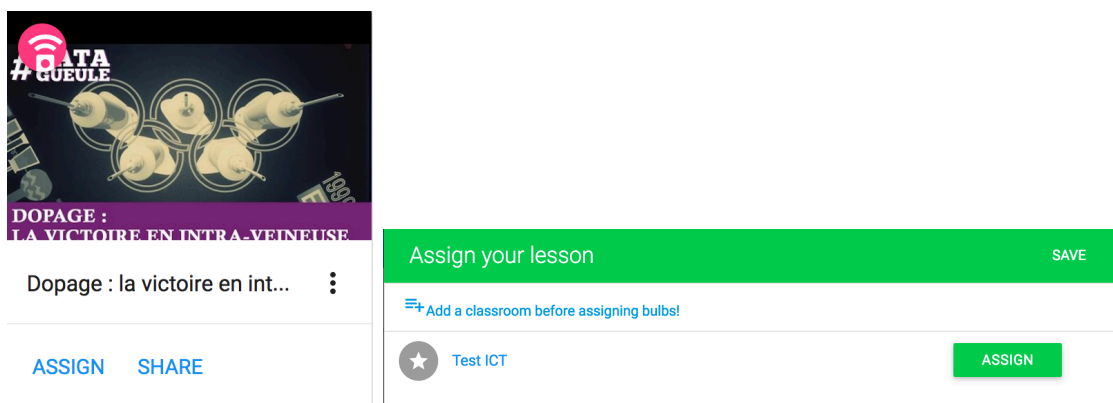 #DATA
GUEULE
1996
DOPAGE :
LA VICTOIRE EN INTRA-VEINEUSE
Dopage : la victoire en int...
ASSIGN SHARE
Assign your lesson SAVE
Add a classroom before assigning bulbs!
Test ICT ASSIGN